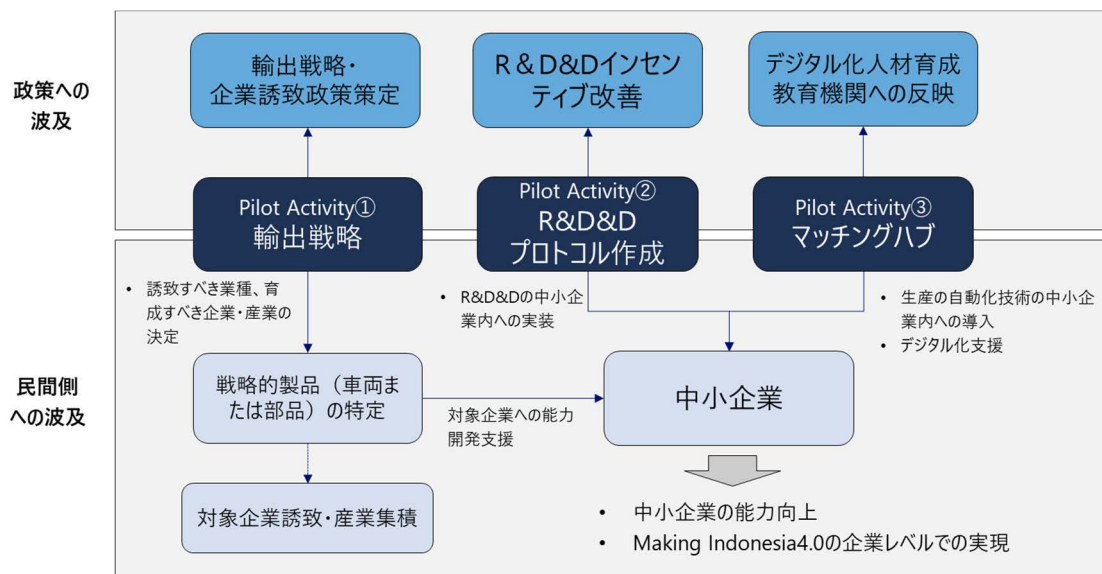 政策への
波及
輸出戦略・
企業誘致政策策定
R＆D&Dインセン
ティブ改善
デジタル化人材育成
教育機関への反映
Pilot Activity①
輸出戦略
Pilot Activity②
R&D&D
プロトコル作成
Pilot Activity③
マッチングハブ
民間側
への波及
• 誘致すべき業種、育
成すべき企業・産業の
決定
• R&D&Dの中小企
業内への実装
• 生産の自動化技術の中小企
業内への導入
• デジタル化支援
戦略的製品（車両ま
たは部品）の特定
対象企業への能力
開発支援
中小企業
対象企業誘致・産業集積
• 中小企業の能力向上
• Making Indonesia4.0の企業レベルでの実現